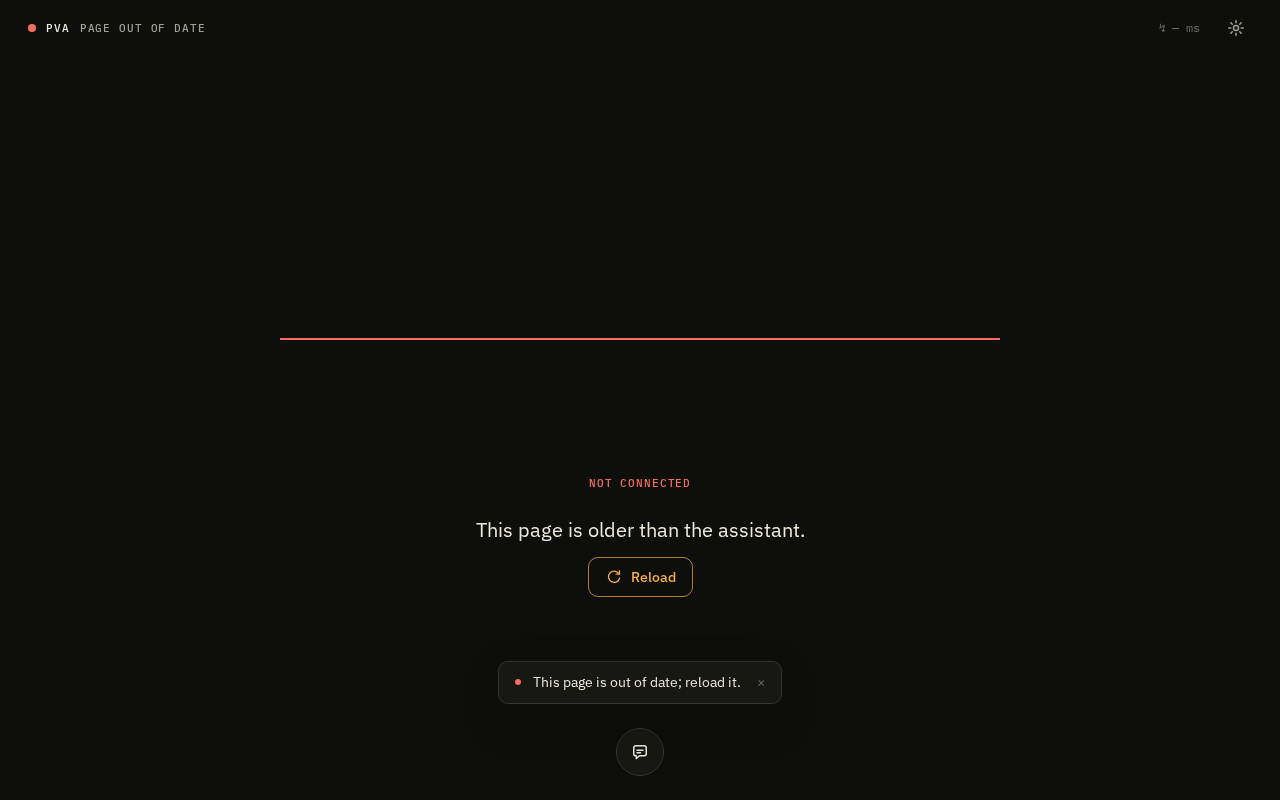 PVA PAGE OUT OF DATE
↯ — ms
NOT CONNECTED
This page is older than the assistant.
Reload
This page is out of date; reload it. ×